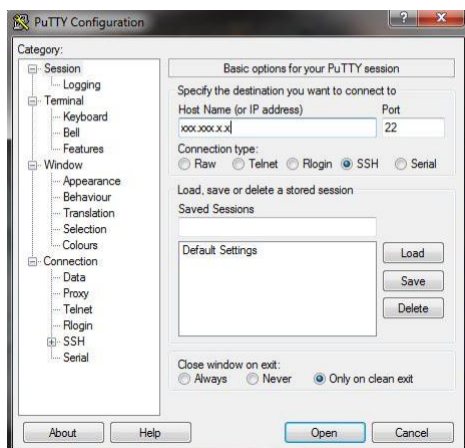 PuTTY Configuration
Category:
Session
Logging
Terminal
Keyboard
Bell
Features
Window
Appearance
Behaviour
Translation
Selection
Colours
Connection
Data
Proxy
Telnet
Rlogin
SSH
Serial
Basic options for your PuTTY session
Specify the destination you want to connect to
Host Name (or IP address) Port
xxx.xxx.x.x 22
Connection type:
Raw Telnet Rlogin SSH Serial
Load, save or delete a stored session
Saved Sessions
Default Settings
Load
Save
Delete
Close window on exit:
Always Never Only on clean exit
About Help Open Cancel